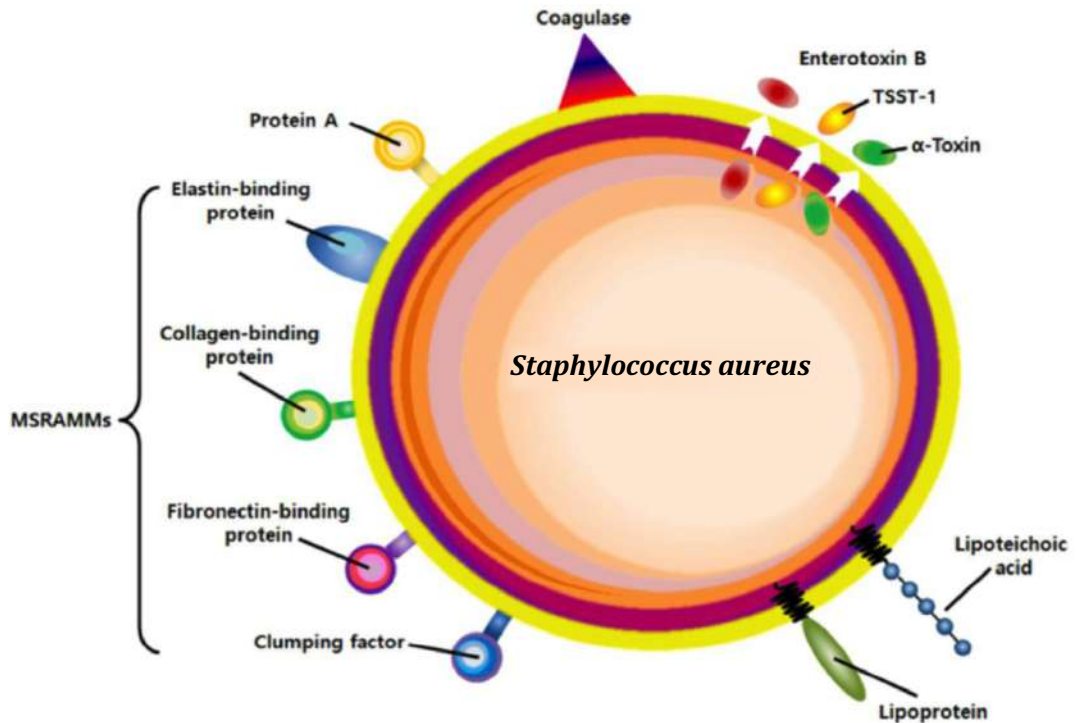 Coagulase
Enterotoxin B
TSST-1
α-Toxin
Protein A
Elastin-binding
protein
Collagen-binding
protein
Staphylococcus aureus
MSRAMMs
Fibronectin-binding
protein
Lipoteichoic
acid
Clumping factor
Lipoprotein